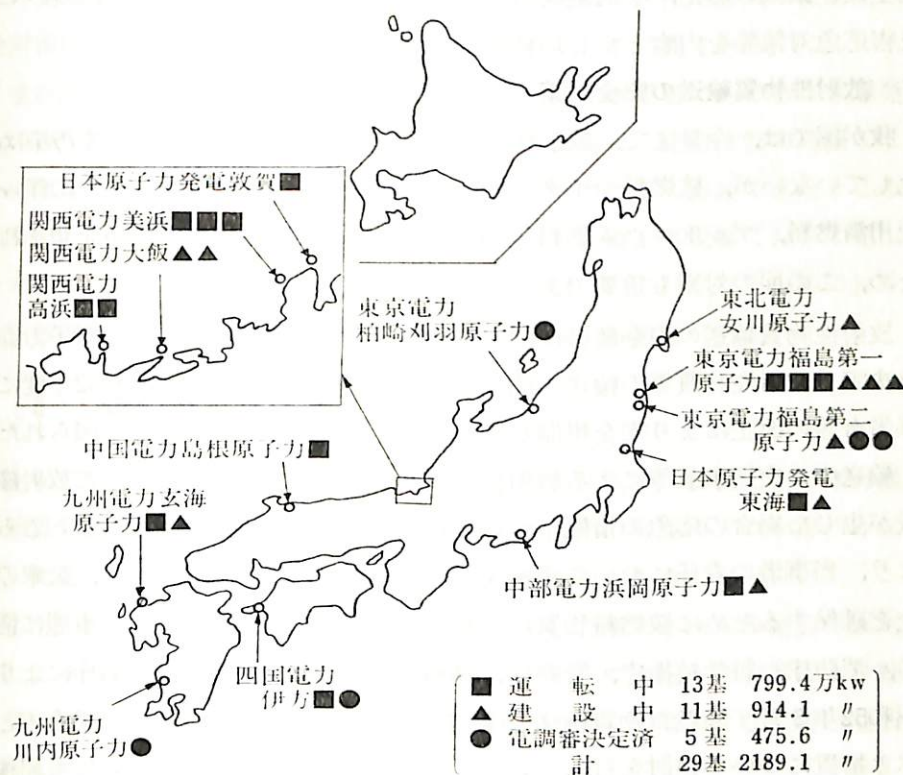 日本原子力発電敦賀■
関西電力美浜■■■
関西電力大飯▲▲
関西電力
高浜■■
東京電力
柏崎刈羽原子力●
東北電力
女川原子力▲
東京電力福島第一
原子力■■■▲▲▲
東京電力福島第二
原子力▲●●
日本原子力発電
東海■▲
中国電力島根原子力■
九州電力玄海
原子力■▲
中部電力浜岡原子力■▲
四国電力
伊方■●
九州電力
川内原子力●
■ 運転中 13基 799.4万kw
▲ 建設中 11基 914.1 〃
● 電調審決定済 5基 475.6 〃
計 29基 2189.1 〃